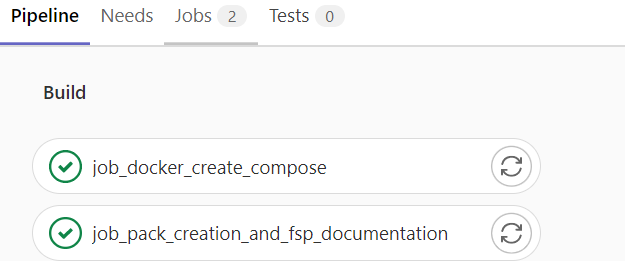 Pipeline Needs Jobs 2 Tests 0
Build
job_docker_create_compose
job_pack_creation_and_fsp_documentation